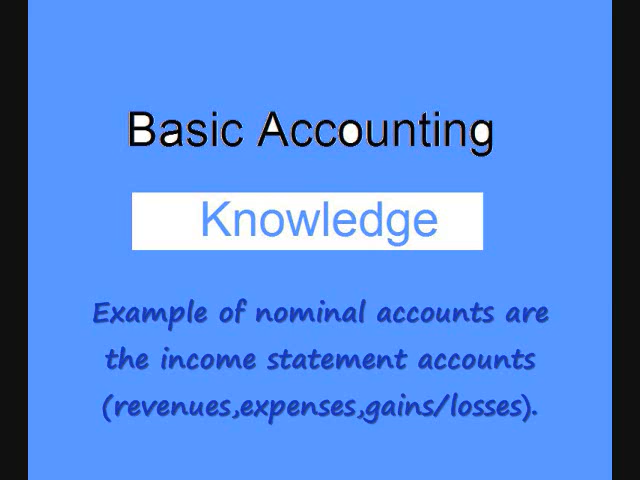 Basic Accounting
Knowledge
Example of nominal accounts are
the income statement accounts
(revenues,expenses,gains/losses).